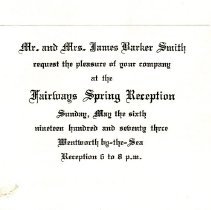 Mr. and Mrs. James Barker Smith
request the pleasure of your company
at the
Fairways Spring Reception
Sunday, May the sixth
nineteen hundred and seventy three
Wentworth by-the-Sea
Reception 6 to 8 p.m.